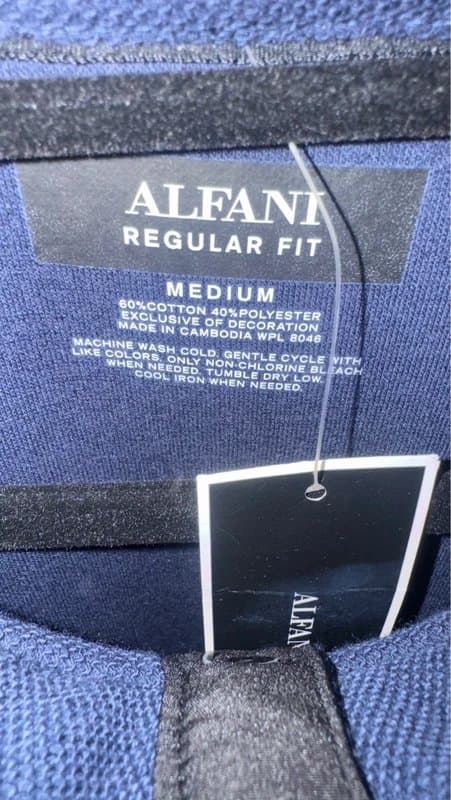 ALFANI
REGULAR FIT
MEDIUM
60%COTTON 40%POLYESTER
EXCLUSIVE OF DECORATION
MADE IN CAMBODIA WPL 8046
MACHINE WASH COLD. GENTLE CYCLE WITH
LIKE COLORS. ONLY NON-CHLORINE BLEACH
WHEN NEEDED. TUMBLE DRY LOW.
COOL IRON WHEN NEEDED.
ALFAN